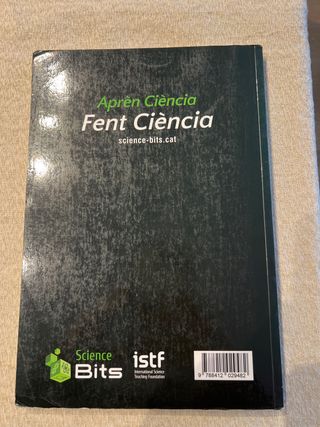 Aprèn Ciència
Fent Ciència
science-bits.cat
Science
Bits
istf
International Science
Teaching Foundation
9 788412 029482